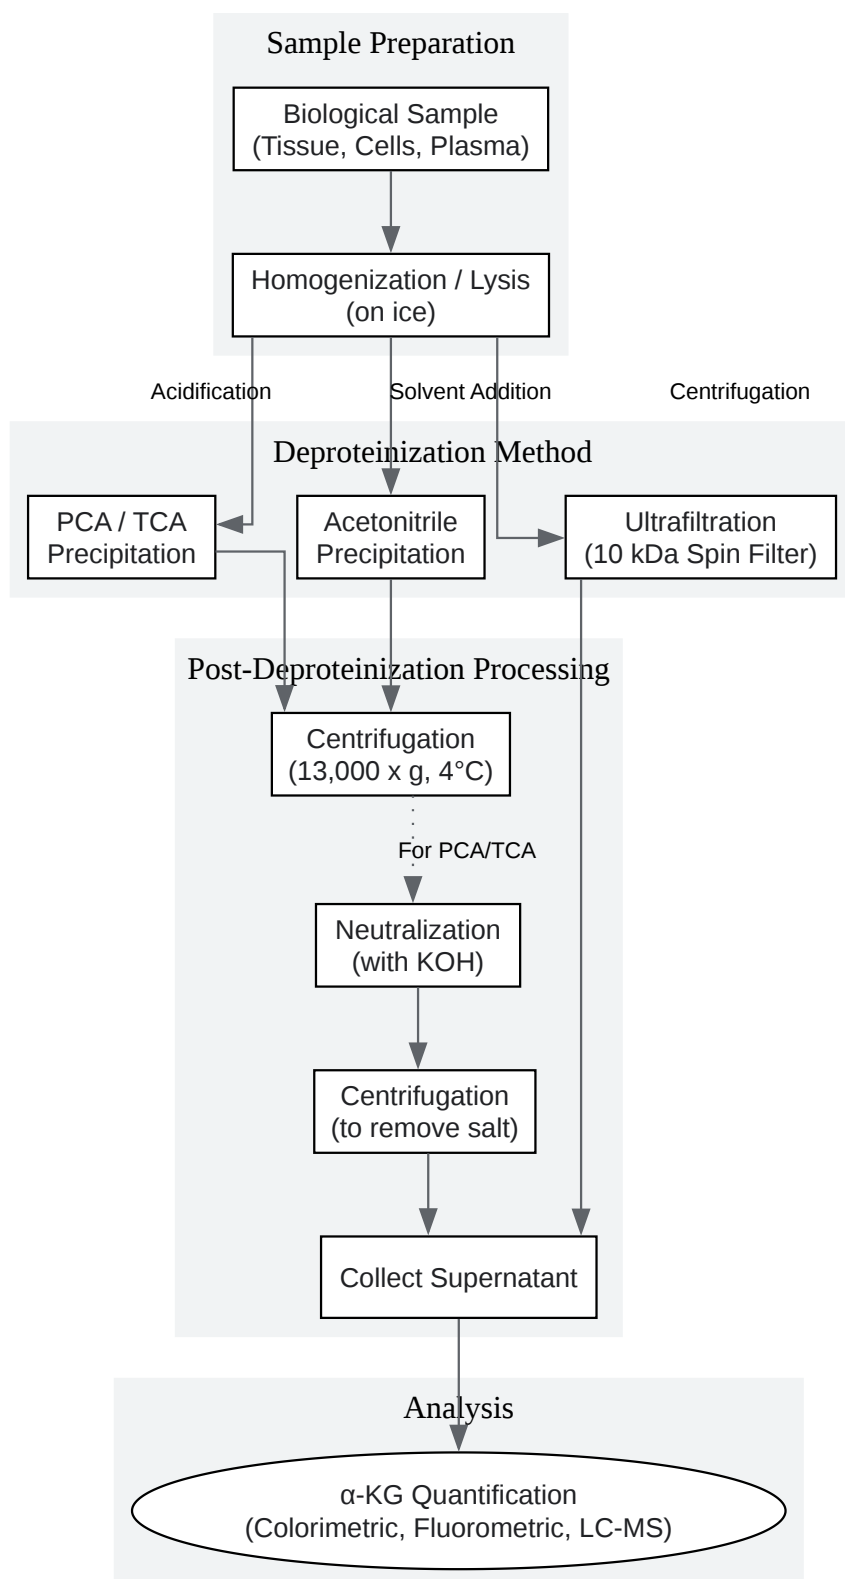 Sample Preparation
Biological Sample
(Tissue, Cells, Plasma)
Homogenization / Lysis
(on ice)
Acidification
Solvent Addition
Centrifugation
Deproteinization Method
PCA / TCA
Precipitation
Acetonitrile
Precipitation
Ultrafiltration
(10 kDa Spin Filter)
Post-Deproteinization Processing
Centrifugation
(13,000 x g, 4°C)
For PCA/TCA
Neutralization
(with KOH)
Centrifugation
(to remove salt)
Collect Supernatant
Analysis
α-KG Quantification
(Colorimetric, Fluorometric, LC-MS)